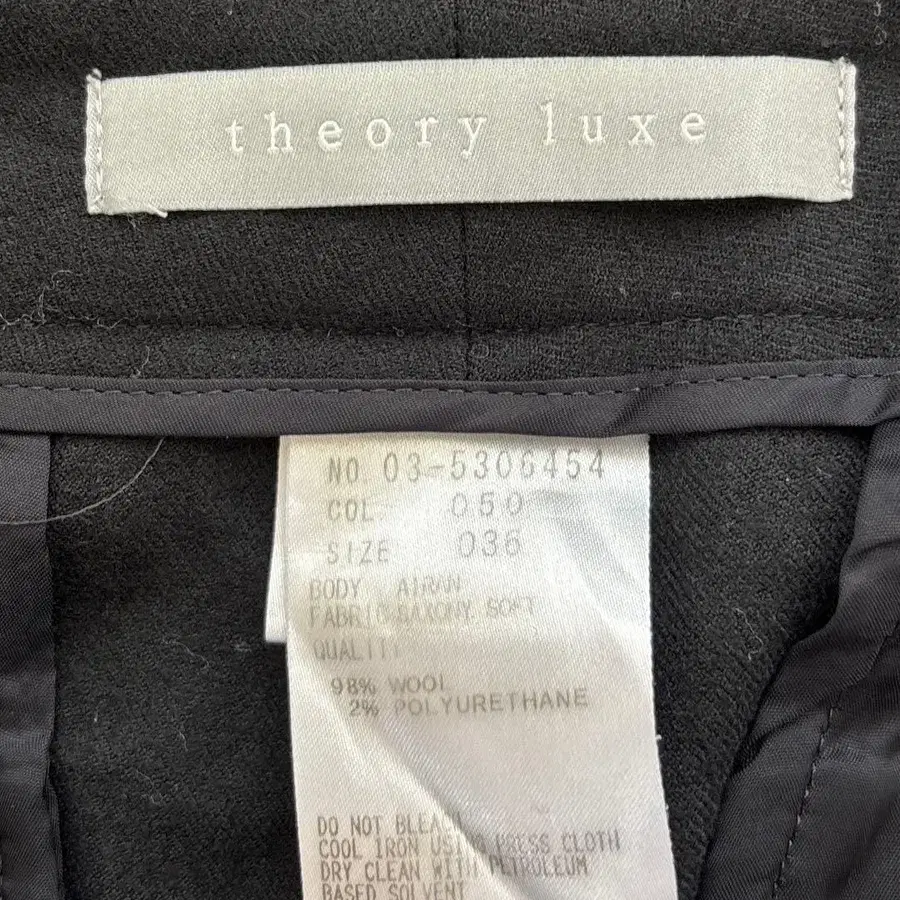 theory luxe
NO. 03-5306454
COL. 050
SIZE 036
BODY AIRAN
FABRIC SAXONY SOFT
QUALITY
98% WOOL
2% POLYURETHANE
DO NOT BLEACH
COOL IRON USING PRESS CLOTH
DRY CLEAN WITH PETROLEUM
BASED SOLVENT